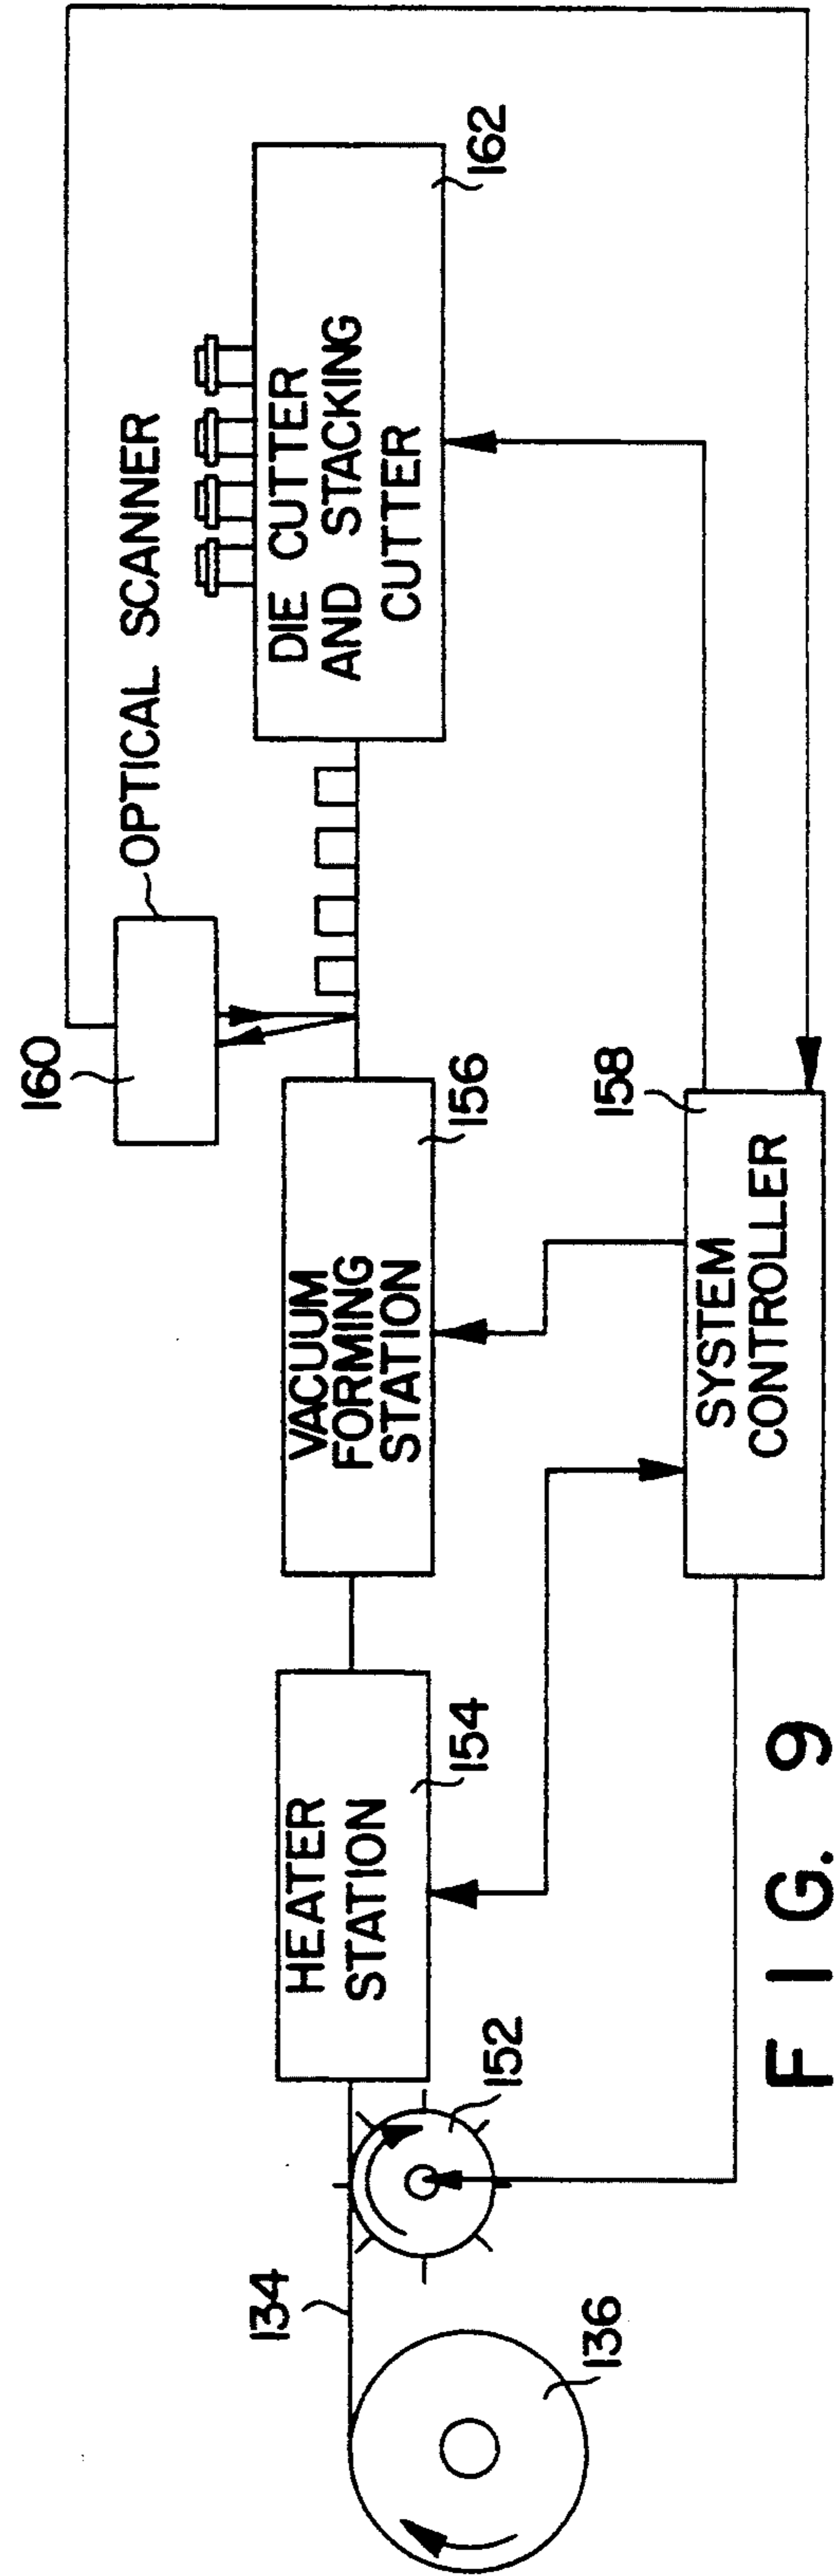 160
OPTICAL SCANNER
162
DIE CUTTER
AND STACKING
CUTTER
156
VACUUM
FORMING
STATION
154
HEATER
STATION
152
134
136
158
SYSTEM
CONTROLLER
FIG. 9